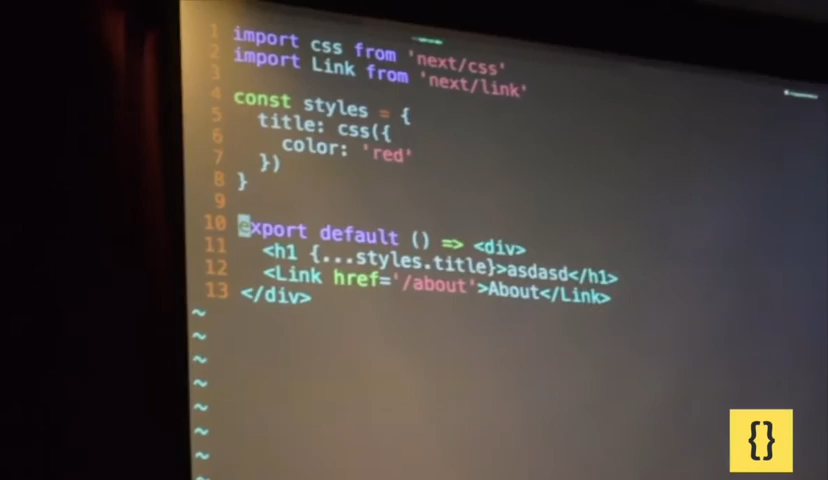 1 import css from 'next/css'
2 import Link from 'next/link'
3
4 const styles = {
5   title: css({
6     color: 'red'
7   })
8 }
9
10 export default () => <div>
11   <h1 {...styles.title}>asdasd</h1>
12   <Link href='/about'>About</Link>
13 </div>
~
~
~
~
~
~
~
~
{}